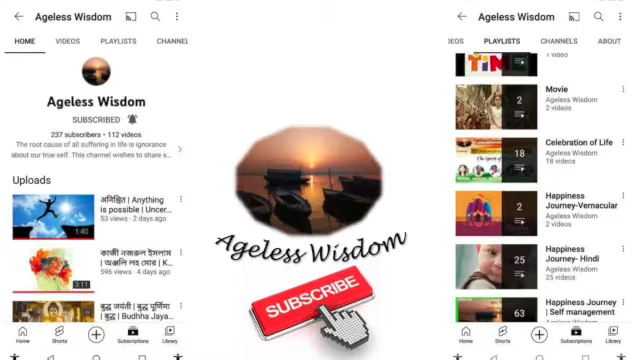 Ageless Wisdom
HOME VIDEOS PLAYLISTS CHANNEL
Ageless Wisdom
SUBSCRIBED
237 subscribers • 112 videos
The root cause of all suffering in life is ignorance
about our true self. This channel wishes to share s...
Uploads
অনিশ্চিত | Anything
is possible | Uncer...
53 views · 2 days ago
1:40
কাজী নজরুল ইসলাম
| অঞ্জলি লহ মোর | K...
596 views · 4 days ago
3:11
बुद्ध जयंती | बुद्ध पूर्णिमा
| बुद्ध | Budhha Jaya...
Home Shorts Subscriptions Library
Ageless Wisdom
SUBSCRIBE
Ageless Wisdom
DEOS PLAYLISTS CHANNELS ABOUT
TiM
1 video
Movie
Ageless Wisdom
2 videos
2
Celebration of Life
Ageless Wisdom
18 videos
18
Happiness
Journey-Vernacular
Ageless Wisdom
2 videos
2
Happiness
Journey- Hindi
Ageless Wisdom
25 videos
25
Happiness Journey
| Self management
63
Home Shorts Subscriptions Library